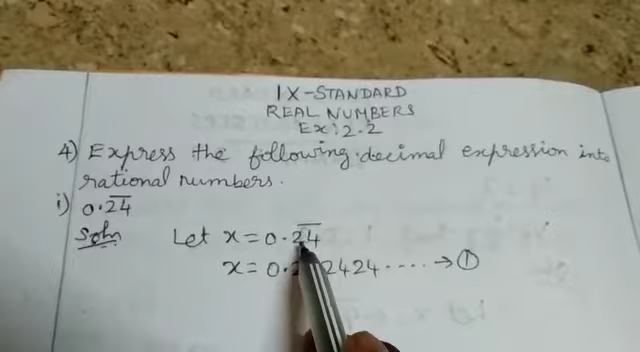 IX-STANDARD
REAL NUMBERS
Ex: 2.2
4) Express the following decimal expression into
rational numbers.
i) 0.2̅4̅
Soln Let x = 0.2̅4̅
x = 0.2 2424.... → ①